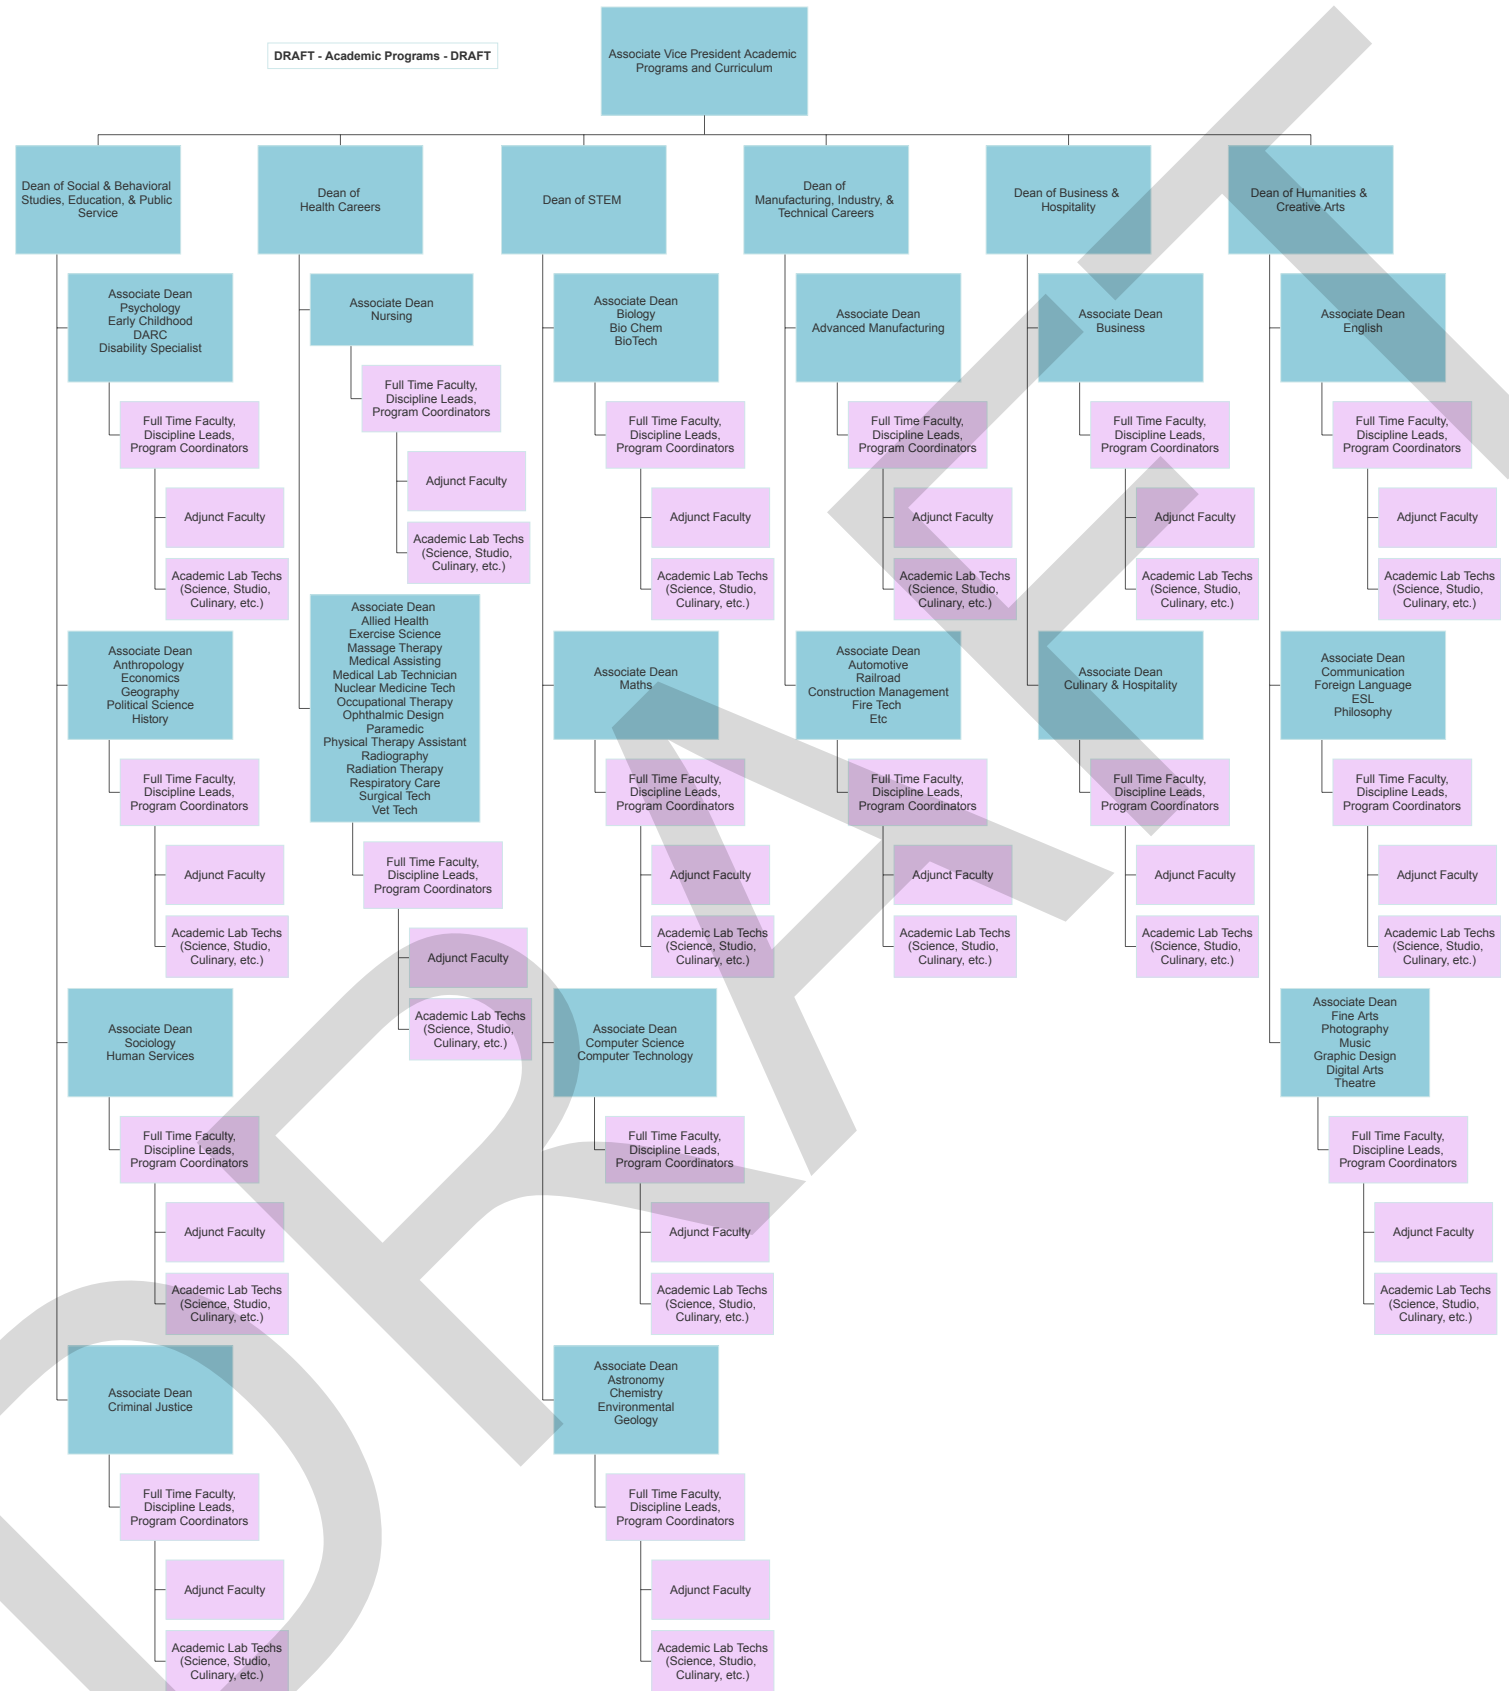 DRAFT - Academic Programs - DRAFT
Associate Vice President Academic
Programs and Curriculum
Dean of Social & Behavioral
Studies, Education, & Public
Service
Associate Dean
Psychology
Early Childhood
DARC
Disability Specialist
Full Time Faculty,
Discipline Leads,
Program Coordinators
Adjunct Faculty
Academic Lab Techs
(Science, Studio,
Culinary, etc.)
Associate Dean
Anthropology
Economics
Geography
Political Science
History
Full Time Faculty,
Discipline Leads,
Program Coordinators
Adjunct Faculty
Academic Lab Techs
(Science, Studio,
Culinary, etc.)
Associate Dean
Sociology
Human Services
Full Time Faculty,
Discipline Leads,
Program Coordinators
Adjunct Faculty
Academic Lab Techs
(Science, Studio,
Culinary, etc.)
Associate Dean
Criminal Justice
Full Time Faculty,
Discipline Leads,
Program Coordinators
Adjunct Faculty
Academic Lab Techs
(Science, Studio,
Culinary, etc.)
Dean of
Health Careers
Associate Dean
Nursing
Full Time Faculty,
Discipline Leads,
Program Coordinators
Adjunct Faculty
Academic Lab Techs
(Science, Studio,
Culinary, etc.)
Associate Dean
Allied Health
Exercise Science
Massage Therapy
Medical Assisting
Medical Lab Technician
Nuclear Medicine Tech
Occupational Therapy
Ophthalmic Design
Paramedic
Physical Therapy Assistant
Radiography
Radiation Therapy
Respiratory Care
Surgical Tech
Vet Tech
Full Time Faculty,
Discipline Leads,
Program Coordinators
Adjunct Faculty
Academic Lab Techs
(Science, Studio,
Culinary, etc.)
Dean of STEM
Associate Dean
Biology
Bio Chem
BioTech
Full Time Faculty,
Discipline Leads,
Program Coordinators
Adjunct Faculty
Academic Lab Techs
(Science, Studio,
Culinary, etc.)
Associate Dean
Maths
Full Time Faculty,
Discipline Leads,
Program Coordinators
Adjunct Faculty
Academic Lab Techs
(Science, Studio,
Culinary, etc.)
Associate Dean
Computer Science
Computer Technology
Full Time Faculty,
Discipline Leads,
Program Coordinators
Adjunct Faculty
Academic Lab Techs
(Science, Studio,
Culinary, etc.)
Associate Dean
Astronomy
Chemistry
Environmental
Geology
Full Time Faculty,
Discipline Leads,
Program Coordinators
Adjunct Faculty
Academic Lab Techs
(Science, Studio,
Culinary, etc.)
Dean of
Manufacturing, Industry, &
Technical Careers
Associate Dean
Advanced Manufacturing
Full Time Faculty,
Discipline Leads,
Program Coordinators
Adjunct Faculty
Academic Lab Techs
(Science, Studio,
Culinary, etc.)
Associate Dean
Automotive
Railroad
Construction Management
Fire Tech
Etc
Full Time Faculty,
Discipline Leads,
Program Coordinators
Adjunct Faculty
Academic Lab Techs
(Science, Studio,
Culinary, etc.)
Dean of Business &
Hospitality
Associate Dean
Business
Full Time Faculty,
Discipline Leads,
Program Coordinators
Adjunct Faculty
Academic Lab Techs
(Science, Studio,
Culinary, etc.)
Associate Dean
Culinary & Hospitality
Full Time Faculty,
Discipline Leads,
Program Coordinators
Adjunct Faculty
Academic Lab Techs
(Science, Studio,
Culinary, etc.)
Dean of Humanities &
Creative Arts
Associate Dean
English
Full Time Faculty,
Discipline Leads,
Program Coordinators
Adjunct Faculty
Academic Lab Techs
(Science, Studio,
Culinary, etc.)
Associate Dean
Communication
Foreign Language
ESL
Philosophy
Full Time Faculty,
Discipline Leads,
Program Coordinators
Adjunct Faculty
Academic Lab Techs
(Science, Studio,
Culinary, etc.)
Associate Dean
Fine Arts
Photography
Music
Graphic Design
Digital Arts
Theatre
Full Time Faculty,
Discipline Leads,
Program Coordinators
Adjunct Faculty
Academic Lab Techs
(Science, Studio,
Culinary, etc.)
DRAFT